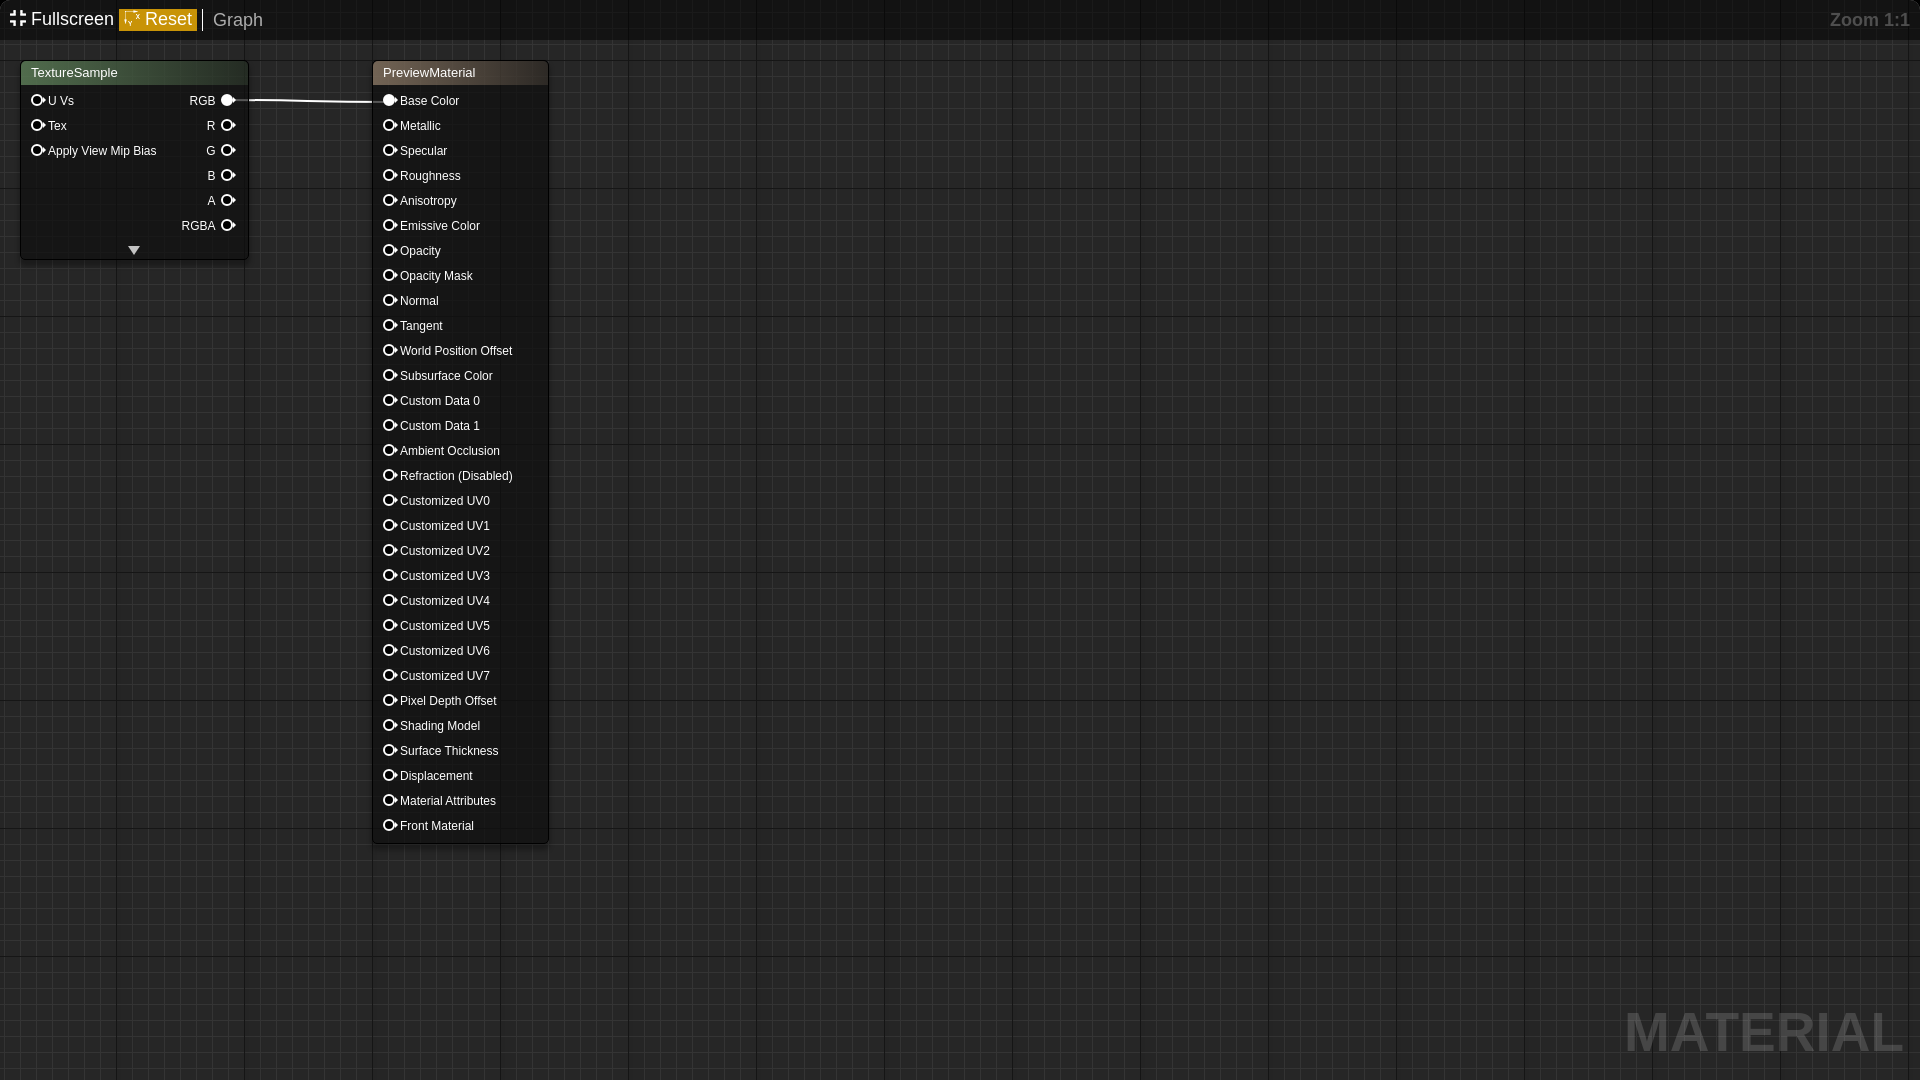 Fullscreen Reset Graph Zoom 1:1
TextureSample
U Vs RGB
Tex R
Apply View Mip Bias G
B
A
RGBA
PreviewMaterial
Base Color
Metallic
Specular
Roughness
Anisotropy
Emissive Color
Opacity
Opacity Mask
Normal
Tangent
World Position Offset
Subsurface Color
Custom Data 0
Custom Data 1
Ambient Occlusion
Refraction (Disabled)
Customized UV0
Customized UV1
Customized UV2
Customized UV3
Customized UV4
Customized UV5
Customized UV6
Customized UV7
Pixel Depth Offset
Shading Model
Surface Thickness
Displacement
Material Attributes
Front Material
MATERIAL